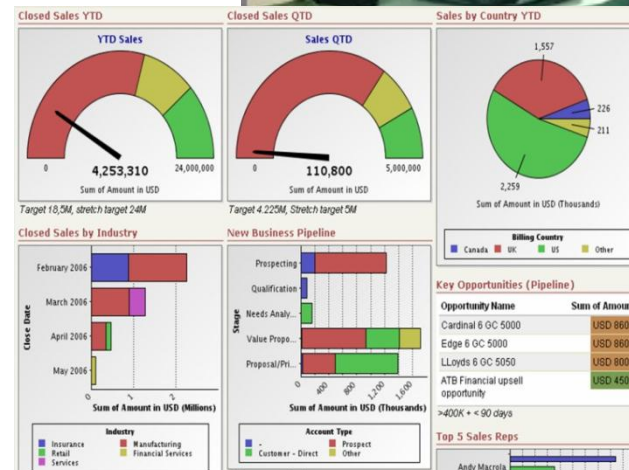 Closed Sales YTD
YTD Sales
0
24,000,000
4,253,310
Sum of Amount in USD
Target 18,5M, stretch target 24M
Closed Sales QTD
Sales QTD
0
5,000,000
110,800
Sum of Amount in USD
Target 4.225M, Stretch target 5M
Sales by Country YTD
1,557
226
211
2,259
Sum of Amount in USD (Thousands)
Billing Country
Canada UK US Other
Closed Sales by Industry
Close Date
February 2006
March 2006
April 2006
May 2006
0 1 2
Sum of Amount in USD (Millions)
Industry
Insurance Manufacturing
Retail Financial Services
Services
New Business Pipeline
Stage
Prospecting
Qualification
Needs Analy...
Value Propo...
Proposal/Pri...
0 400 800 1,200 1,600
Sum of Amount in USD (Thousands)
Account Type
- Prospect
Customer - Direct Other
Key Opportunities (Pipeline)
Opportunity Name Sum of Amoun
Cardinal 6 GC 5000 USD 860
Edge 6 GC 5000 USD 860
LLoyds 6 GC 5050 USD 800
ATB Financial upsell USD 450
opportunity
>400K + < 90 days
Top 5 Sales Reps
Andy Macrola